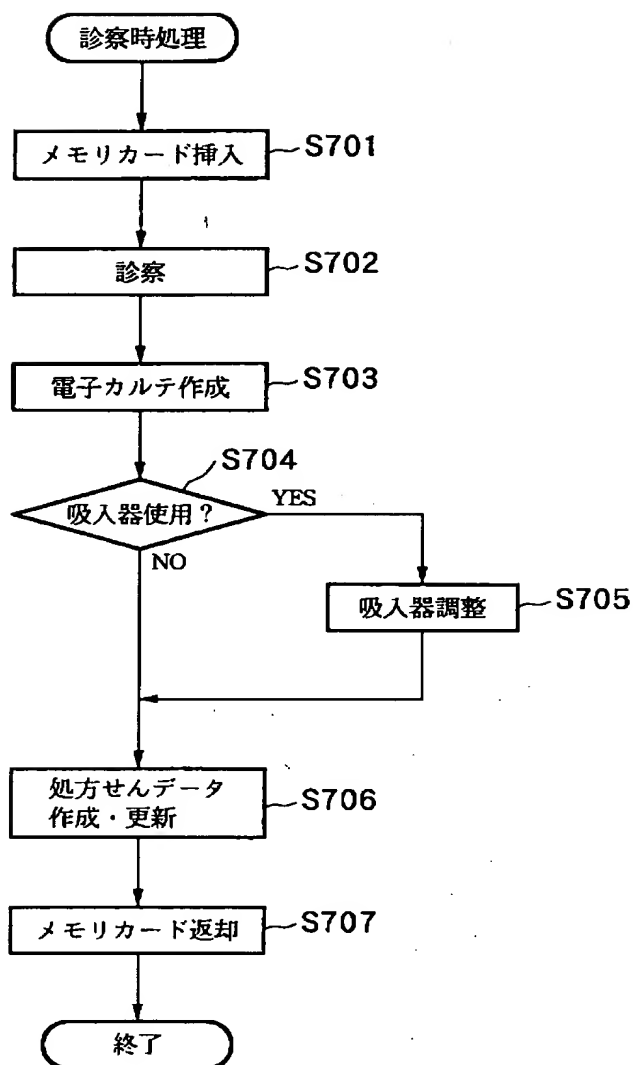 診察時処理
メモリカード挿入
S701
診察
S702
電子カルテ作成
S703
S704
吸入器使用?
YES
NO
吸入器調整
S705
処方せんデータ
作成・更新
S706
メモリカード返却
S707
終了